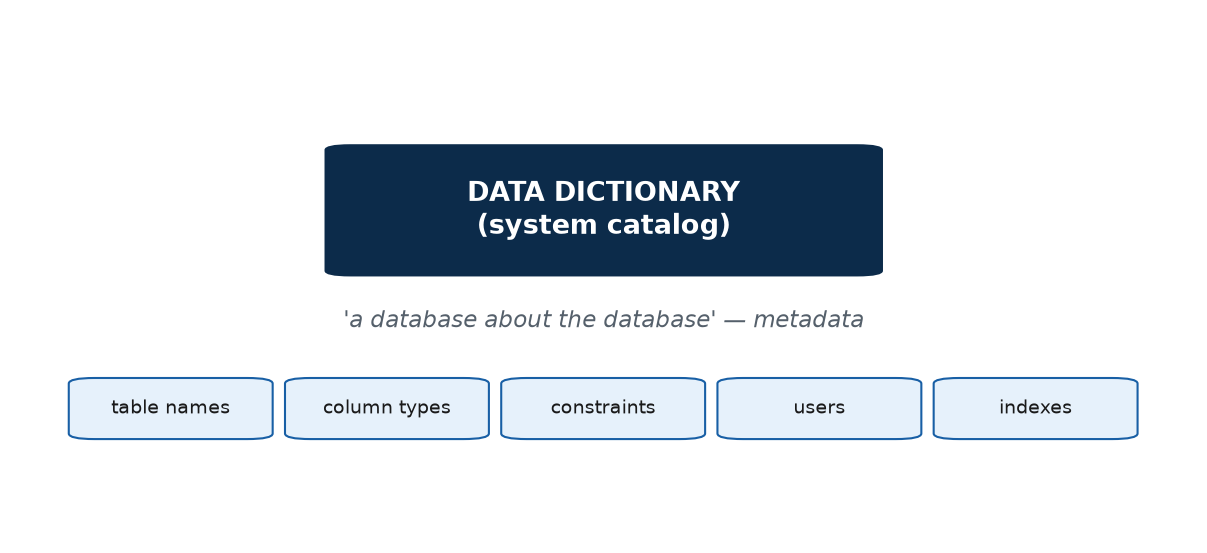 DATA DICTIONARY
(system catalog)
'a database about the database' — metadata
table names
column types
constraints
users
indexes